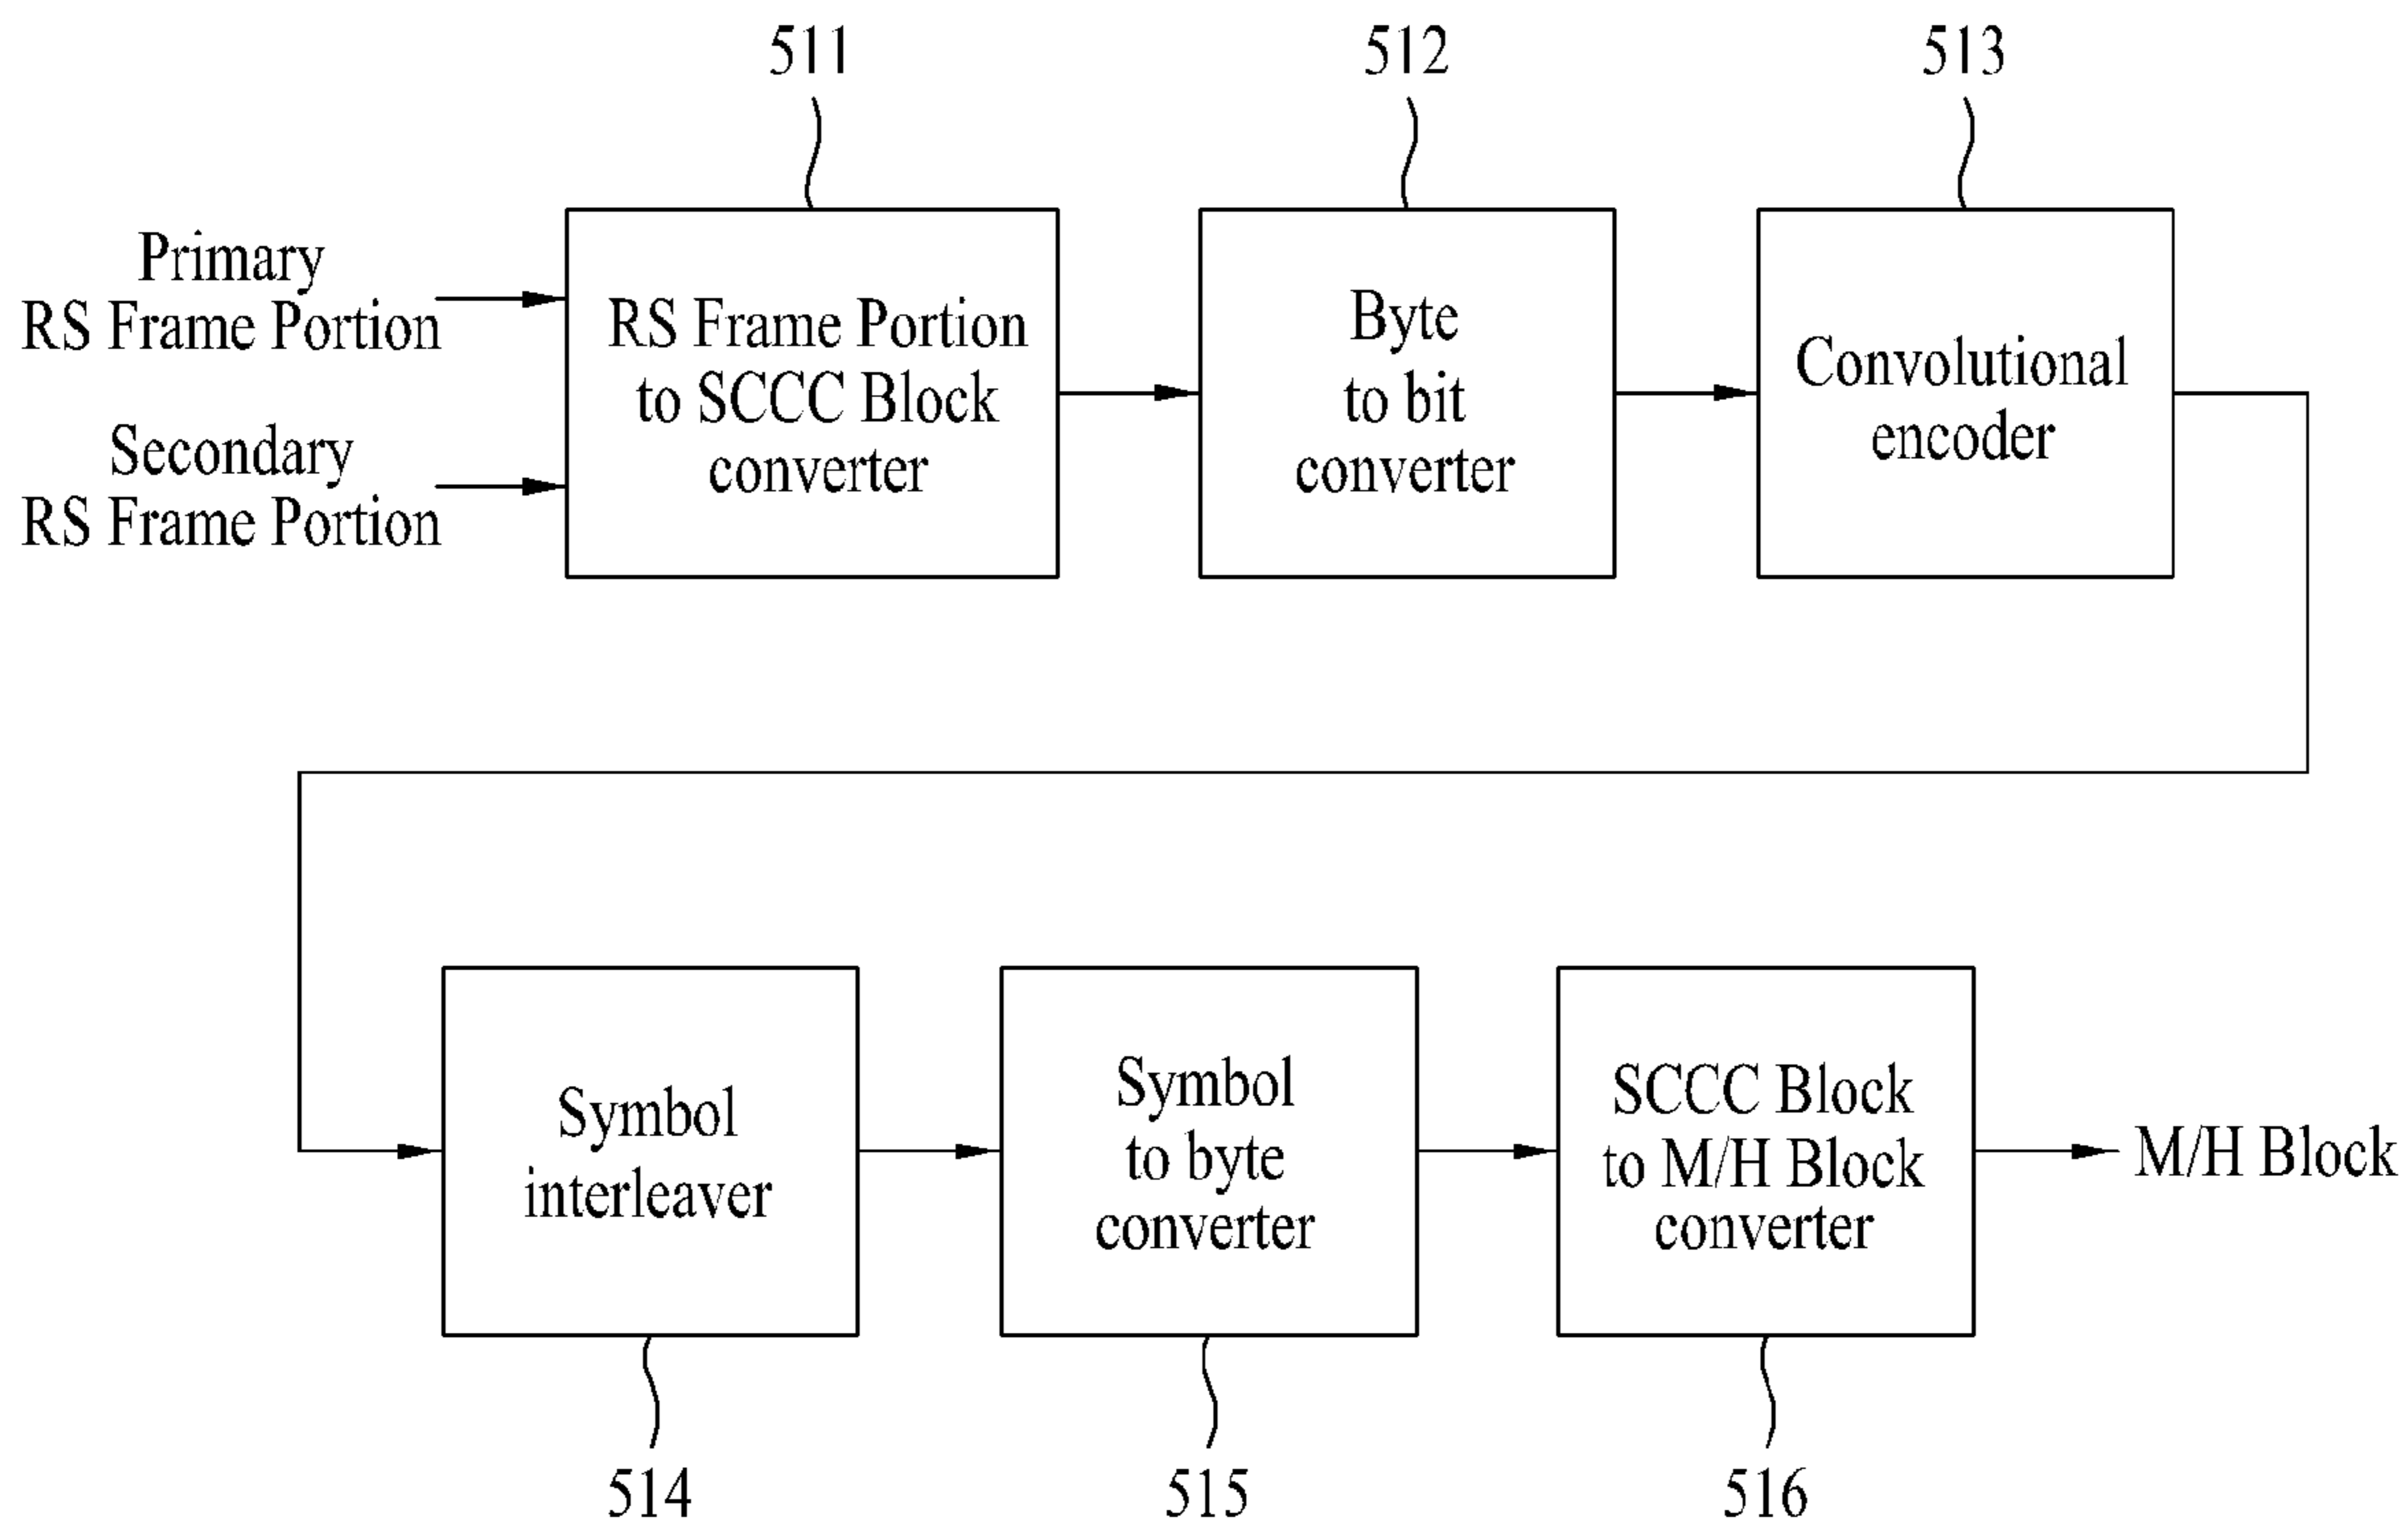 511
512
513
Primary
RS Frame Portion
Secondary
RS Frame Portion
RS Frame Portion
to SCCC Block
converter
Byte
to bit
converter
Convolutional
encoder
Symbol
interleaver
Symbol
to byte
converter
SCCC Block
to M/H Block
converter
M/H Block
514
515
516